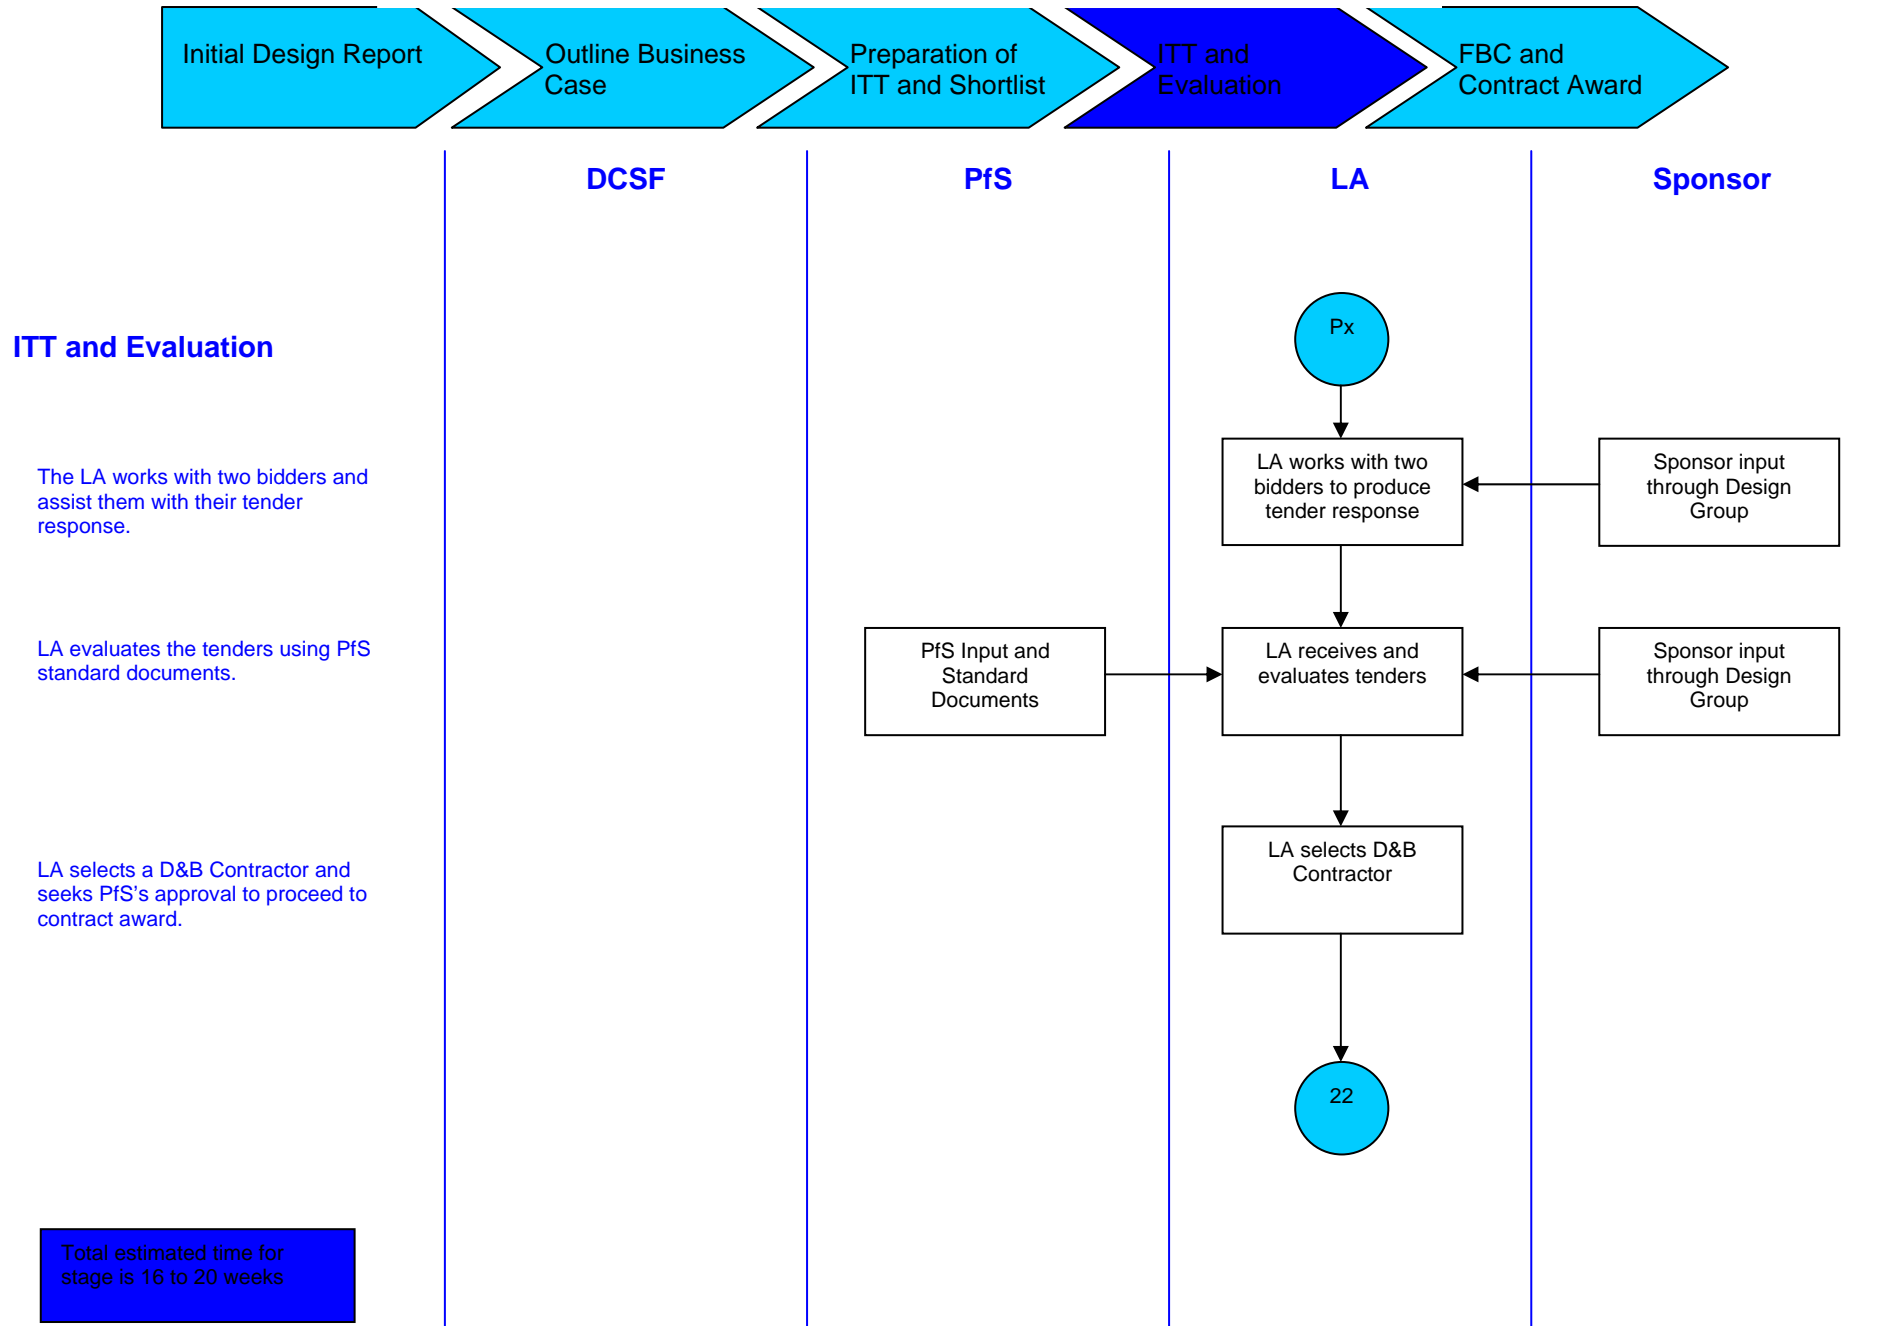 Initial Design Report
Outline Business
Case
Preparation of
ITT and Shortlist
ITT and
Evaluation
FBC and
Contract Award
DCSF
PfS
LA
Sponsor
ITT and Evaluation
Px
The LA works with two bidders and
assist them with their tender
response.
LA works with two
bidders to produce
tender response
Sponsor input
through Design
Group
LA evaluates the tenders using PfS
standard documents.
PfS Input and
Standard
Documents
LA receives and
evaluates tenders
Sponsor input
through Design
Group
LA selects a D&B Contractor and
seeks PfS's approval to proceed to
contract award.
LA selects D&B
Contractor
22
Total estimated time for
stage is 16 to 20 weeks